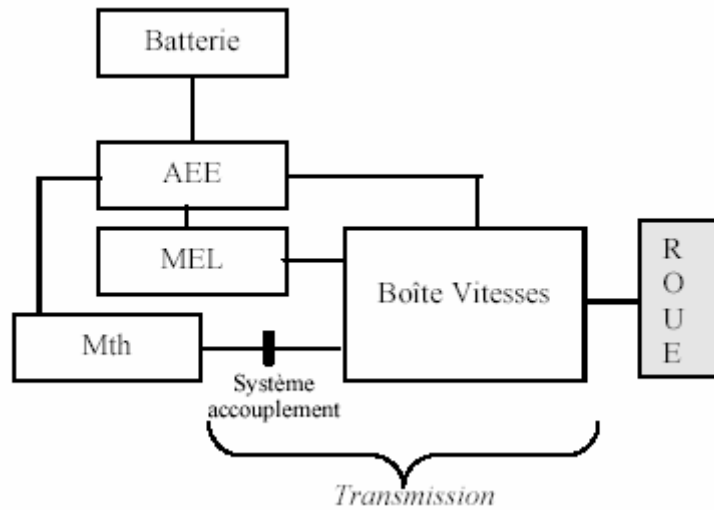 Batterie
AEE
MEL
Boîte Vitesses
R
O
U
E
Mth
Système
accouplement
Transmission